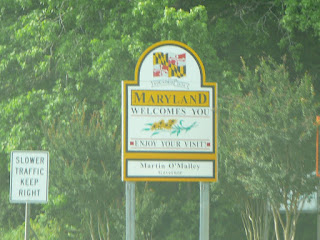 MARYLAND
WELCOMES YOU
ENJOY YOUR VISIT!
Martin O'Malley
Governor
SLOWER
TRAFFIC
KEEP
RIGHT